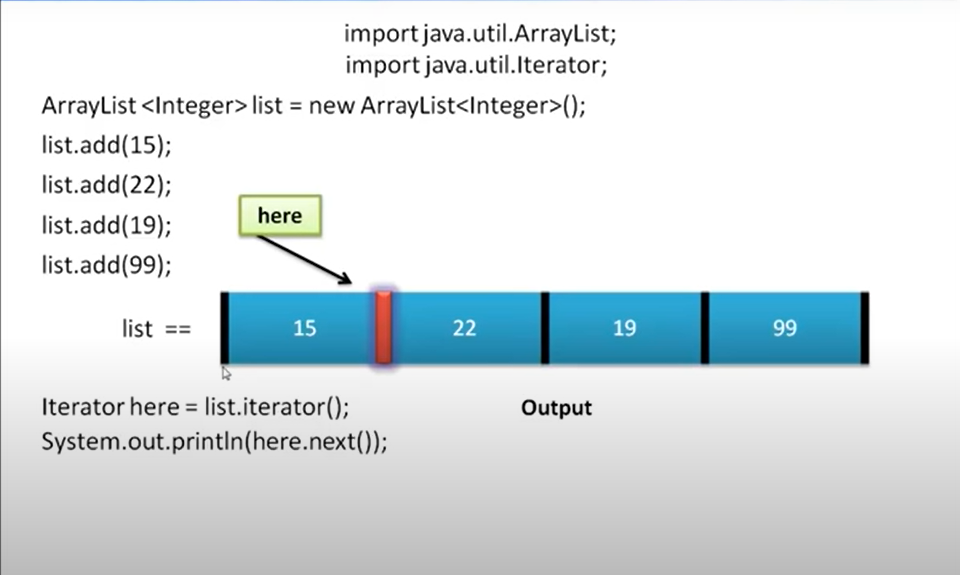 import java.util.ArrayList;
import java.util.Iterator;
ArrayList <Integer> list = new ArrayList<Integer>();
list.add(15);
list.add(22);
list.add(19);
list.add(99);
here
list ==
15
22
19
99
Iterator here = list.iterator();
System.out.println(here.next());
Output